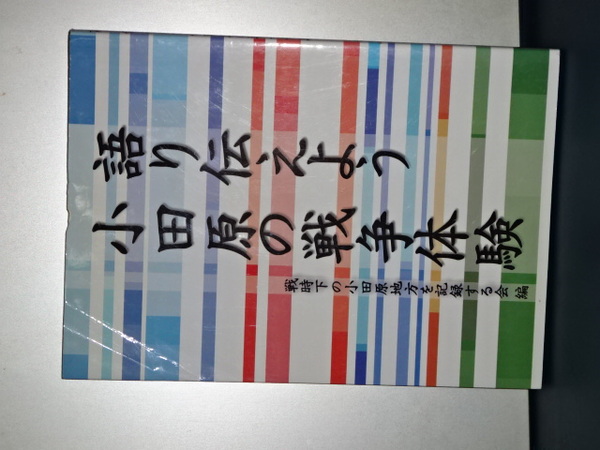 語り伝えよう
小田原の戦争体験
戦時下の小田原地方を記録する会 編